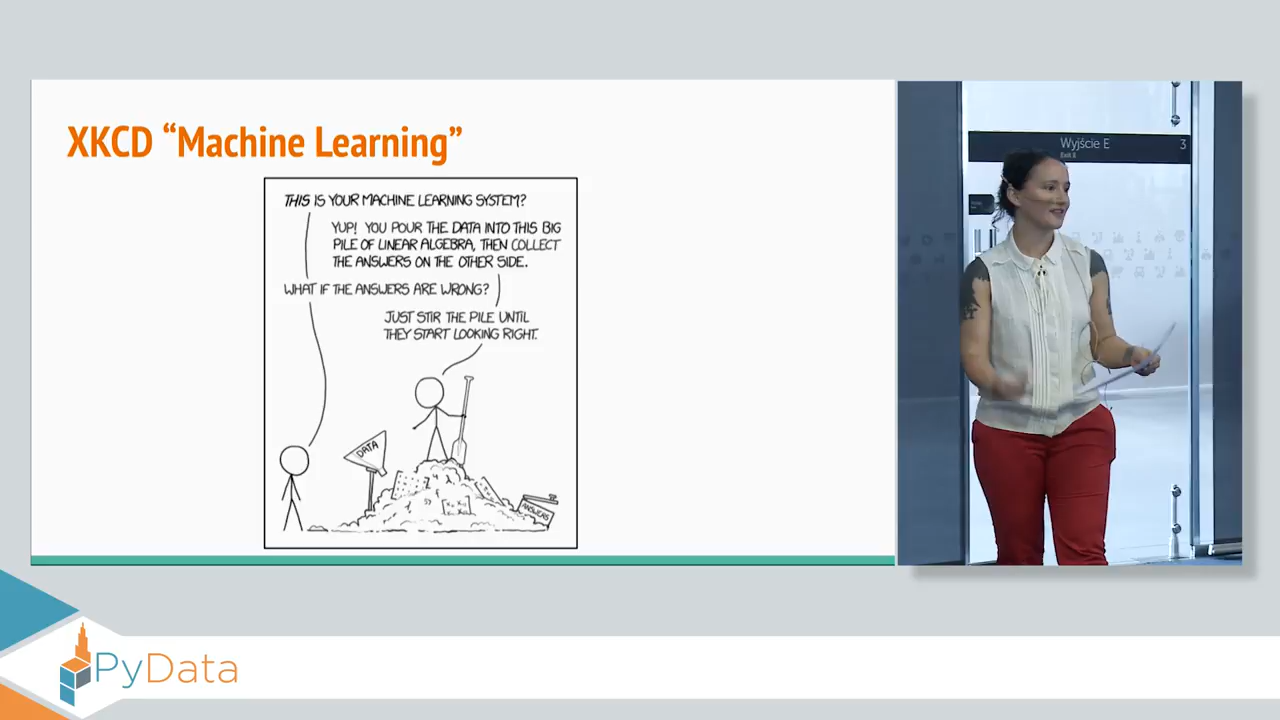 XKCD “Machine Learning”
THIS IS YOUR MACHINE LEARNING SYSTEM?
YUP! YOU POUR THE DATA INTO THIS BIG
PILE OF LINEAR ALGEBRA, THEN COLLECT
THE ANSWERS ON THE OTHER SIDE.
WHAT IF THE ANSWERS ARE WRONG?
JUST STIR THE PILE UNTIL
THEY START LOOKING RIGHT.
DATA
ANSWERS
Wyjście E
3
Exit E
PyData